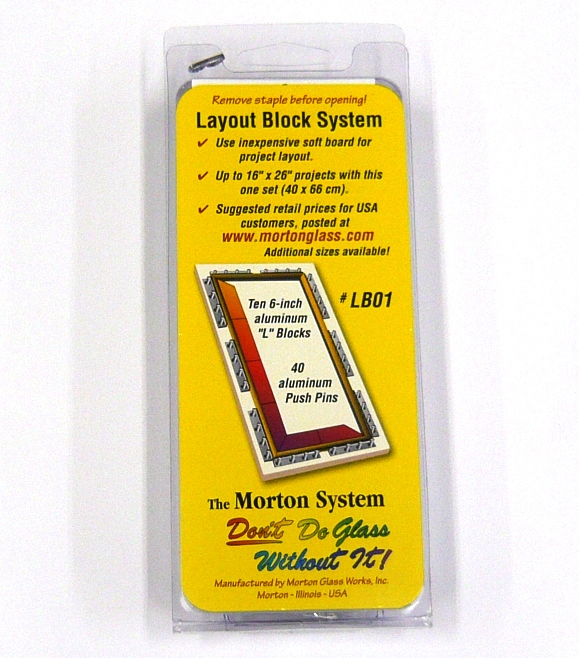 Remove staple before opening!
Layout Block System
✓ Use inexpensive soft board for
project layout.
✓ Up to 16" x 26" projects with this
one set (40 x 66 cm).
✓ Suggested retail prices for USA
customers, posted at
www.mortonglass.com
Additional sizes available!
# LB01
Ten 6-inch
aluminum
"L" Blocks
40
aluminum
Push Pins
The Morton System
Don't Do Glass
Without It!
Manufactured by Morton Glass Works, Inc.
Morton - Illinois - USA